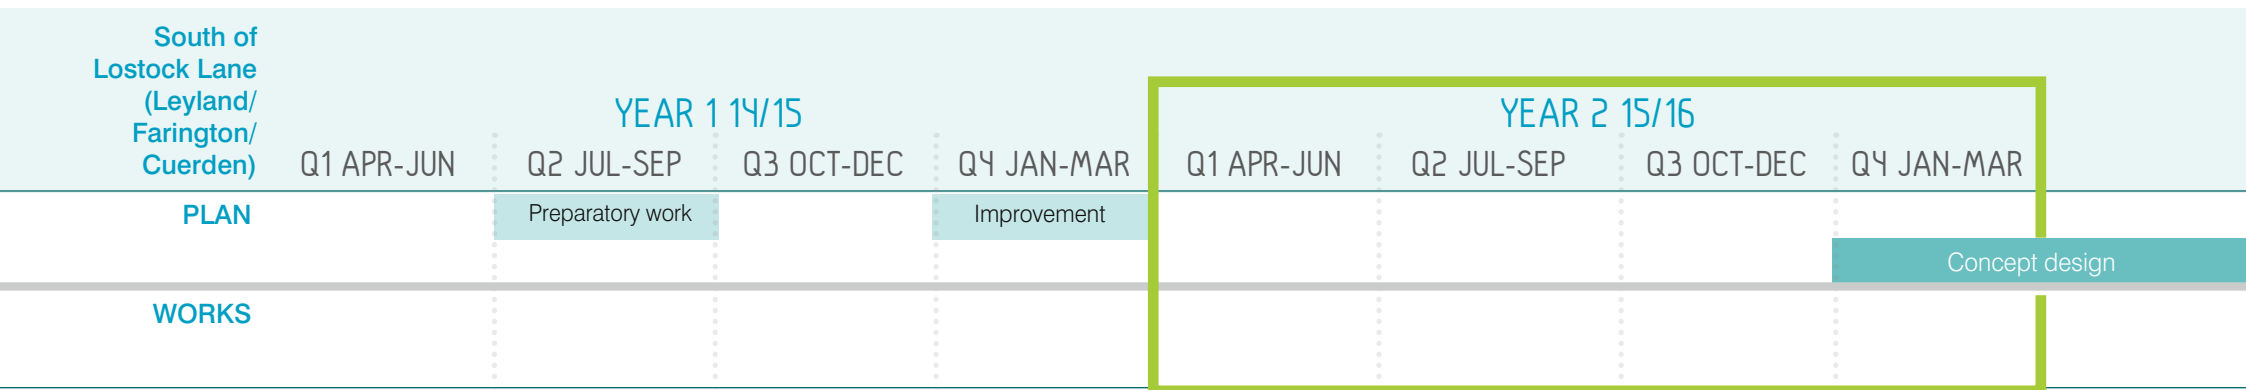 South of
Lostock Lane
(Leyland/
Farington/
Cuerden)
YEAR 1 14/15
YEAR 2 15/16
Q1 APR-JUN
Q2 JUL-SEP
Q3 OCT-DEC
Q4 JAN-MAR
Q1 APR-JUN
Q2 JUL-SEP
Q3 OCT-DEC
Q4 JAN-MAR
PLAN
Preparatory work
Improvement
Concept design
WORKS